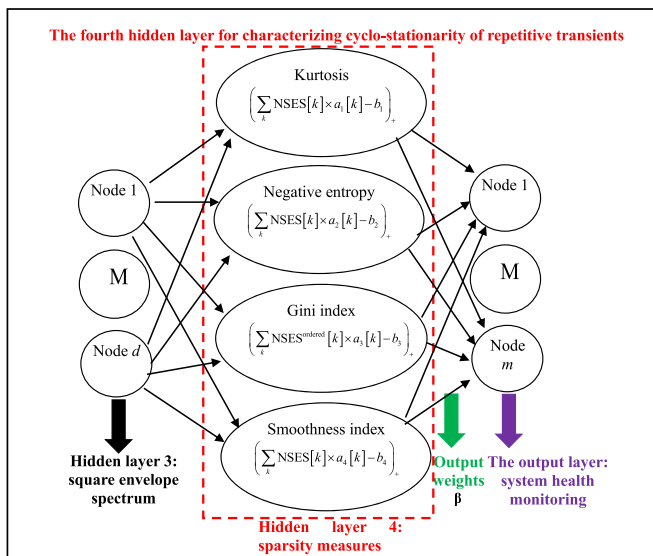 The fourth hidden layer for characterizing cyclo-stationarity of repetitive transients
Kurtosis
(∑ₖ NSES[k]×a₁[k]−b₁)₊
Node 1
Node 1
Negative entropy
(∑ₖ NSES[k]×a₂[k]−b₂)₊
M
M
Gini index
(∑ₖ NSESᵒʳᵈᵉʳᵉᵈ[k]×a₃[k]−b₃)₊
Node d
Node
m
Smoothness index
(∑ₖ NSES[k]×a₄[k]−b₄)₊
Hidden layer 3:
square envelope
spectrum
Output
weights
β
The output layer:
system health
monitoring
Hidden layer 4:
sparsity measures